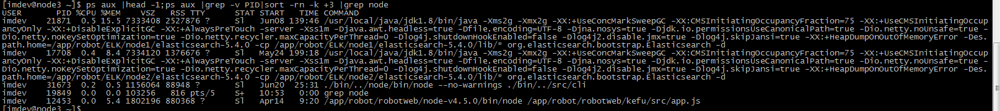 [imdev@node3 ~]$ ps aux |head -1;ps aux |grep -v PID|sort -rn -k +3 |grep node
USER       PID %CPU %MEM    VSZ   RSS TTY      STAT START   TIME COMMAND
imdev    21871  0.5 15.5 7333408 2527876 ?     Sl   Jun08 139:46 /usr/local/java/jdk1.8/bin/java -Xms2g -Xmx2g -XX:+UseConcMarkSweepGC -XX:CMSInitiatingOccupancyFraction=75 -XX:+UseCMSInitiatingOccup
ancyOnly -XX:+DisableExplicitGC -XX:+AlwaysPreTouch -server -Xss1m -Djava.awt.headless=true -Dfile.encoding=UTF-8 -Djna.nosys=true -Djdk.io.permissionsUseCanonicalPath=true -Dio.netty.noUnsafe=true -
Dio.netty.noKeySetOptimization=true -Dio.netty.recycler.maxCapacityPerThread=0 -Dlog4j.shutdownHookEnabled=false -Dlog4j2.disable.jmx=true -Dlog4j.skipJansi=true -XX:+HeapDumpOnOutOfMemoryError -Des.
path.home=/app/robot/ELK/node1/elasticsearch-5.4.0 -cp /app/robot/ELK/node1/elasticsearch-5.4.0/lib/* org.elasticsearch.bootstrap.Elasticsearch -d
imdev    17708  0.4  8.4 7334120 1376676 ?     Sl   May24 199:18 /usr/local/java/jdk1.8/bin/java -Xms2g -Xmx2g -XX:+UseConcMarkSweepGC -XX:CMSInitiatingOccupancyFraction=75 -XX:+UseCMSInitiatingOccup
ancyOnly -XX:+DisableExplicitGC -XX:+AlwaysPreTouch -server -Xss1m -Djava.awt.headless=true -Dfile.encoding=UTF-8 -Djna.nosys=true -Djdk.io.permissionsUseCanonicalPath=true -Dio.netty.noUnsafe=true -
Dio.netty.noKeySetOptimization=true -Dio.netty.recycler.maxCapacityPerThread=0 -Dlog4j.shutdownHookEnabled=false -Dlog4j2.disable.jmx=true -Dlog4j.skipJansi=true -XX:+HeapDumpOnOutOfMemoryError -Des.
path.home=/app/robot/ELK/node2/elasticsearch-5.4.0 -cp /app/robot/ELK/node2/elasticsearch-5.4.0/lib/* org.elasticsearch.bootstrap.Elasticsearch -d
imdev    31673  0.2  0.5 1156064 88948 ?       Sl   Jun20  25:31 ./bin/../node/bin/node --no-warnings ./bin/../src/cli
imdev    19849  0.0  0.0 103256   816 pts/5    S+   10:53   0:00 grep node
imdev    12453  0.0  5.4 1802196 880368 ?      Sl   Apr14   9:20 /app/robot/robotWeb/node-v4.5.0/bin/node /app/robot/robotWeb/kefu/src/app.js
[imdev@node3 ~]$